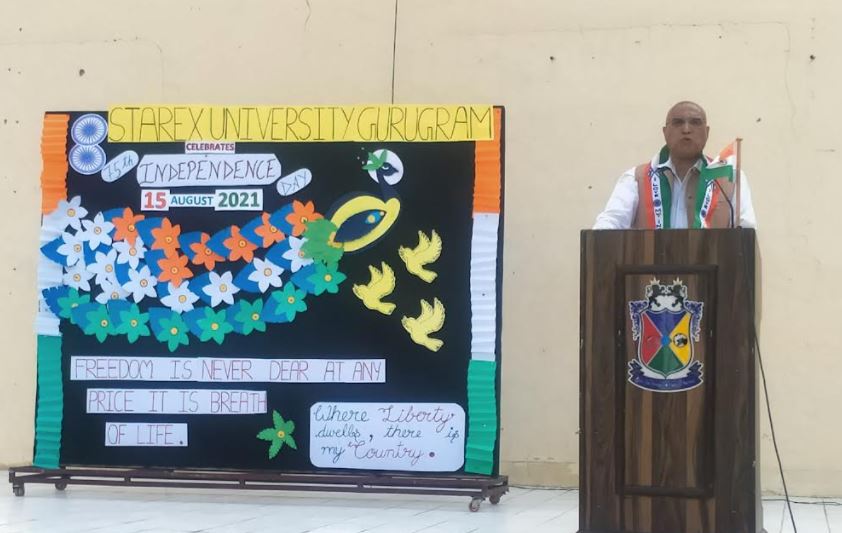 STAREX UNIVERSITY GURUGRAM
CELEBRATES
75th INDEPENDENCE DAY
15 AUGUST 2021
FREEDOM IS NEVER DEAR AT ANY
PRICE IT IS BREATH
OF LIFE.
Where Liberty
dwells, there is
my Country.